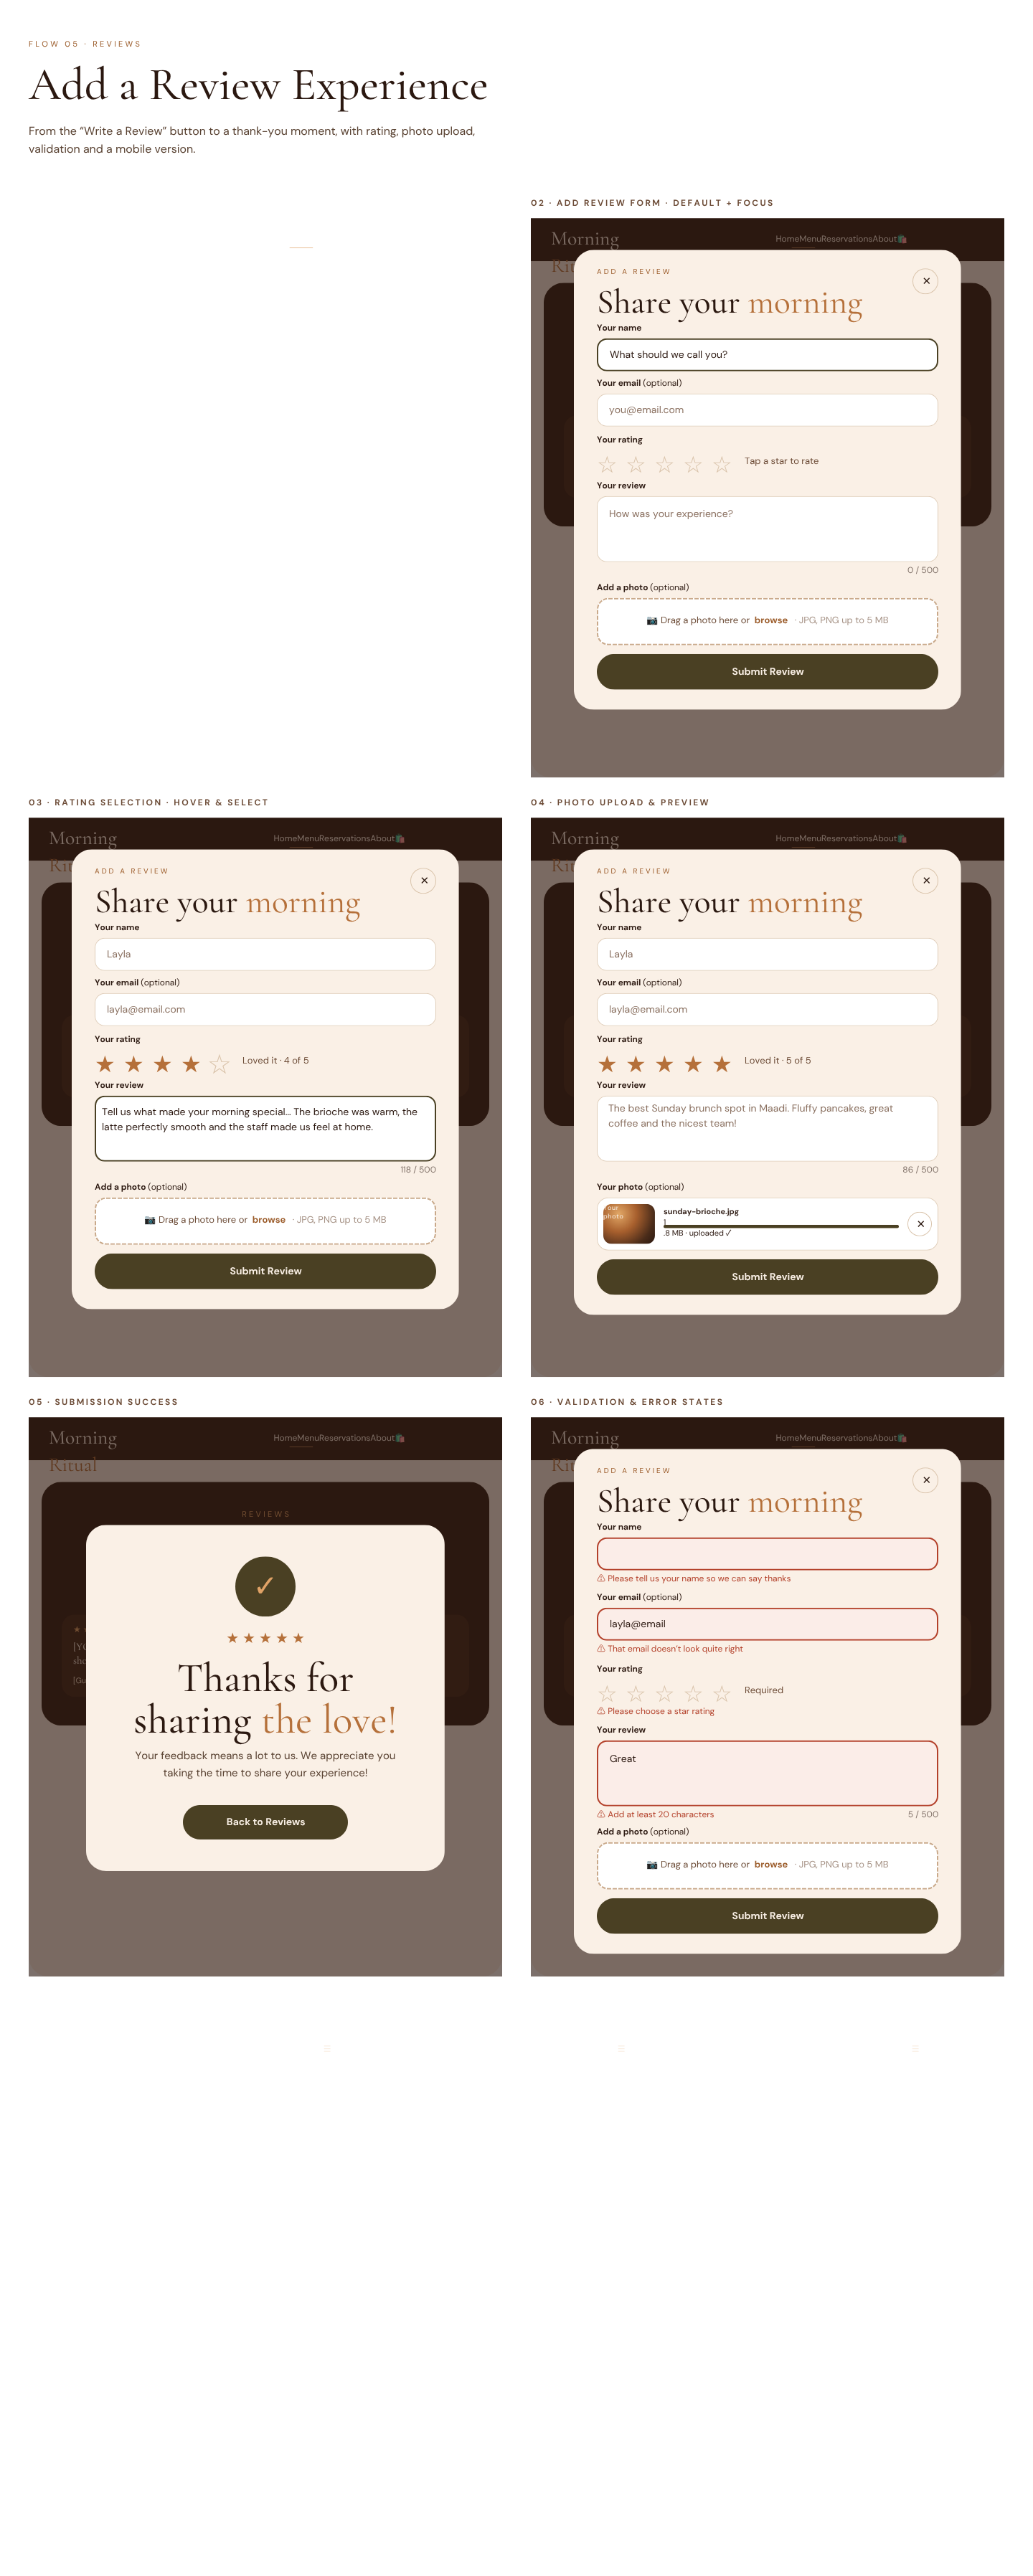 FLOW 05 · REVIEWS
Add a Review Experience
From the “Write a Review” button to a thank-you moment, with rating, photo upload,
validation and a mobile version.
02 · ADD REVIEW FORM · DEFAULT + FOCUS
Morning
HomeMenuReservationsAbout
ADD A REVIEW
Share your morning
Your name
What should we call you?
Your email (optional)
you@email.com
Your rating
Tap a star to rate
Your review
How was your experience?
0 / 500
Add a photo (optional)
Drag a photo here or browse · JPG, PNG up to 5 MB
Submit Review
03 · RATING SELECTION · HOVER & SELECT
Morning
HomeMenuReservationsAbout
ADD A REVIEW
Share your morning
Your name
Layla
Your email (optional)
layla@email.com
Your rating
Loved it · 4 of 5
Your review
Tell us what made your morning special... The brioche was warm, the
latte perfectly smooth and the staff made us feel at home.
118 / 500
Add a photo (optional)
Drag a photo here or browse · JPG, PNG up to 5 MB
Submit Review
04 · PHOTO UPLOAD & PREVIEW
Morning
HomeMenuReservationsAbout
ADD A REVIEW
Share your morning
Your name
Layla
Your email (optional)
layla@email.com
Your rating
Loved it · 5 of 5
Your review
The best Sunday brunch spot in Maadi. Fluffy pancakes, great
coffee and the nicest team!
86 / 500
Your photo (optional)
photo
sunday-brioche.jpg
.8 MB · uploaded ✓
Submit Review
05 · SUBMISSION SUCCESS
Morning
Ritual
HomeMenuReservationsAbout
REVIEWS
Thanks for
sharing the love!
Your feedback means a lot to us. We appreciate you
taking the time to share your experience!
Back to Reviews
06 · VALIDATION & ERROR STATES
Morning
HomeMenuReservationsAbout
ADD A REVIEW
Share your morning
Your name
⚠ Please tell us your name so we can say thanks
Your email (optional)
layla@email
⚠ That email doesn’t look quite right
Your rating
Required
⚠ Please choose a star rating
Your review
Great
⚠ Add at least 20 characters
5 / 500
Add a photo (optional)
Drag a photo here or browse · JPG, PNG up to 5 MB
Submit Review